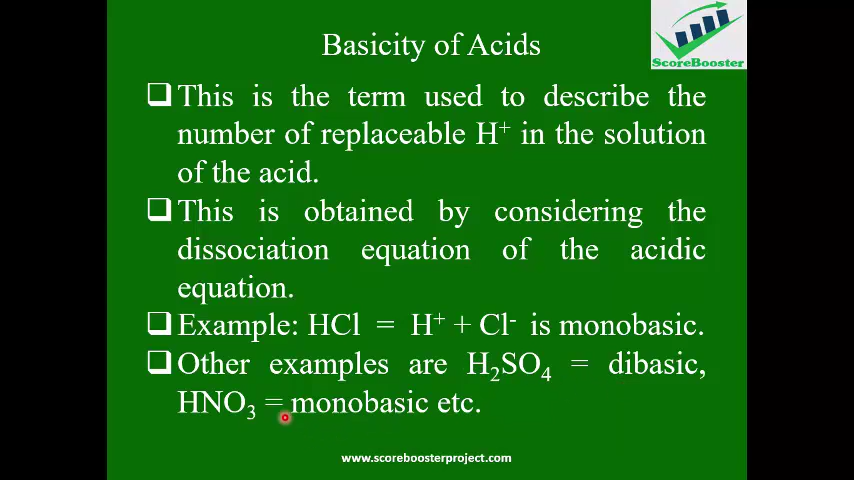 Basicity of Acids
ScoreBooster
❑ This is the term used to describe the
number of replaceable H⁺ in the solution
of the acid.
❑ This is obtained by considering the
dissociation equation of the acidic
equation.
❑ Example: HCl = H⁺ + Cl⁻ is monobasic.
❑ Other examples are H₂SO₄ = dibasic,
HNO₃ = monobasic etc.
www.scoreboosterproject.com